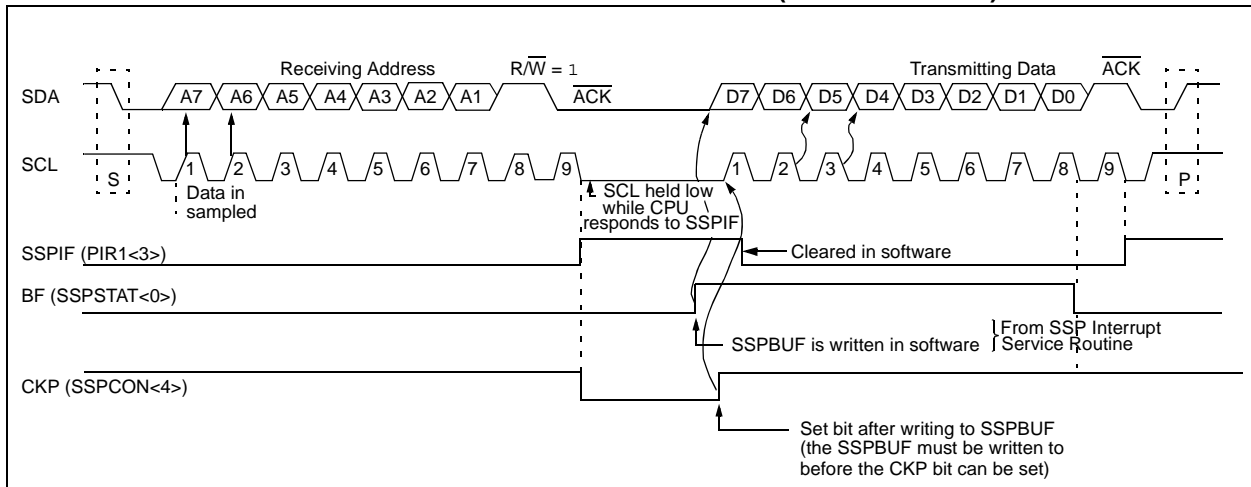 Receiving Address R/W = 1 Transmitting Data ACK
SDA A7 A6 A5 A4 A3 A2 A1 ACK D7 D6 D5 D4 D3 D2 D1 D0
SCL S 1 2 3 4 5 6 7 8 9 1 2 3 4 5 6 7 8 9 P
Data in
sampled
SCL held low
while CPU
responds to SSPIF
SSPIF (PIR1<3>)
Cleared in software
BF (SSPSTAT<0>)
SSPBUF is written in software
From SSP Interrupt
Service Routine
CKP (SSPCON<4>)
Set bit after writing to SSPBUF
(the SSPBUF must be written to
before the CKP bit can be set)